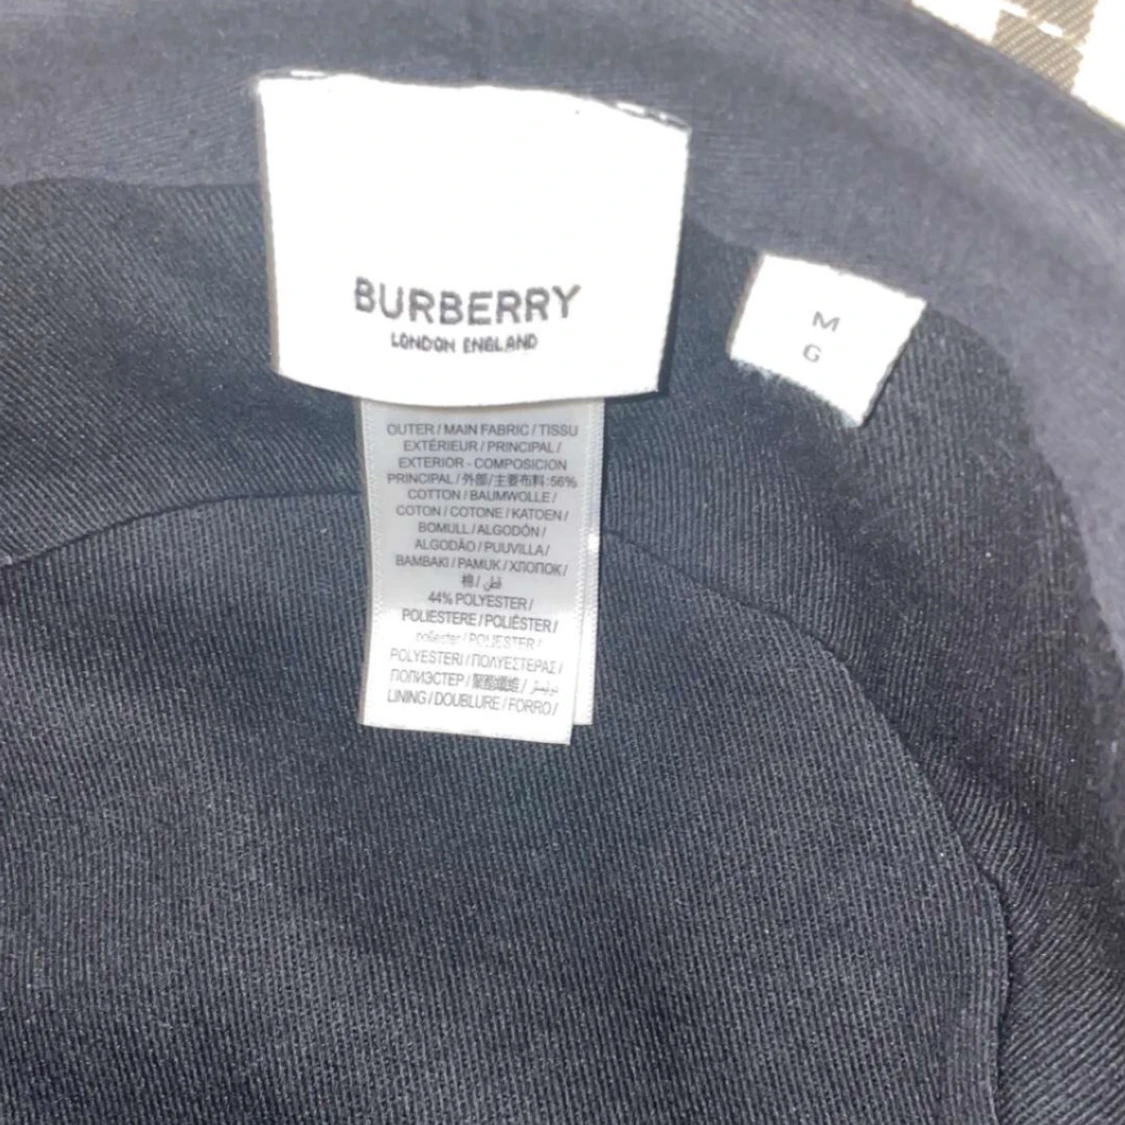 BURBERRY
LONDON ENGLAND
M
G
OUTER / MAIN FABRIC / TISSU
EXTÉRIEUR / PRINCIPAL /
EXTERIOR - COMPOSICION
PRINCIPAL / 外部/主要布料:56%
COTTON / BAUMWOLLE /
COTON / COTONE / KATOEN /
BOMULL / ALGODÓN /
ALGODÃO / PUUVILLA /
BAMBAKI / PAMUK / ХЛОПОК /
棉 / قطن
44% POLYESTER /
POLIESTERE / POLIÉSTER /
poliester / POLIESTER /
POLYESTERI / ΠΟΛΥΕΣΤΕΡΑΣ /
ПОЛИЭСТЕР / 聚酯纖維 / بوليستر
LINING / DOUBLURE / FORRO /